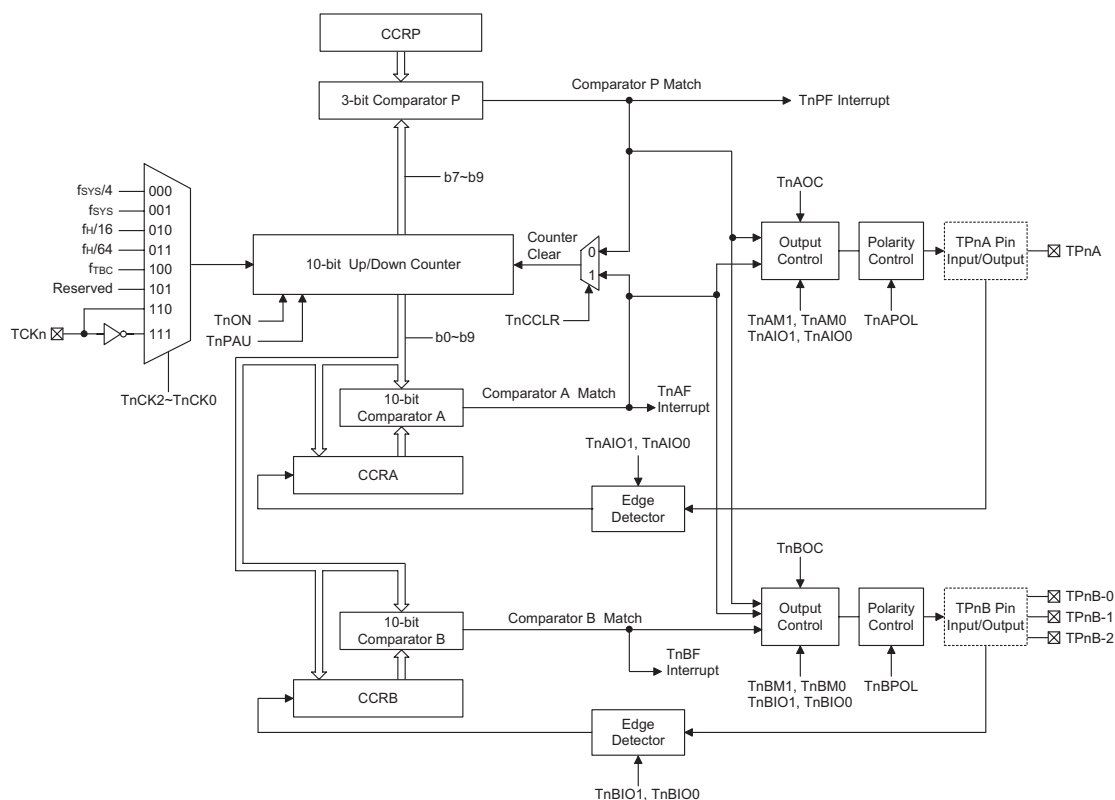 CCRP
3-bit Comparator P
Comparator P Match
TnPF Interrupt
b7~b9
fSYS/4
000
fSYS
001
fH/16
010
fH/64
011
fTBC
100
Reserved
101
110
TCKn
111
TnCK2~TnCK0
10-bit Up/Down Counter
TnON
TnPAU
Counter
Clear
0
1
TnCCLR
b0~b9
TnAOC
Output
Control
Polarity
Control
TPnA Pin
Input/Output
TPnA
TnAM1, TnAM0
TnAIO1, TnAIO0
TnAPOL
10-bit
Comparator A
Comparator A Match
TnAF
Interrupt
CCRA
TnAIO1, TnAIO0
Edge
Detector
TnBOC
10-bit
Comparator B
Comparator B Match
TnBF
Interrupt
Output
Control
Polarity
Control
TPnB Pin
Input/Output
TPnB-0
TPnB-1
TPnB-2
TnBM1, TnBM0
TnBIO1, TnBIO0
TnBPOL
CCRB
Edge
Detector
TnBIO1, TnBIO0